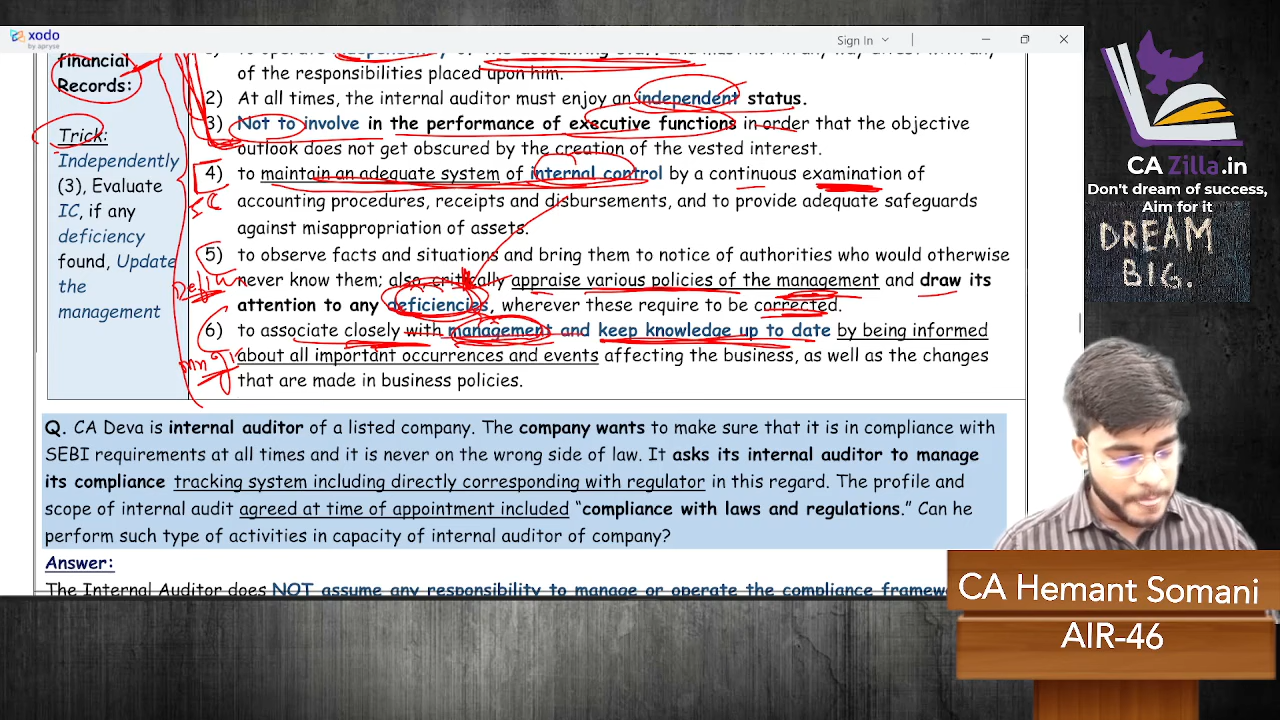 xodo
by apryse
Sign In
of the responsibilities placed upon him.
2) At all times, the internal auditor must enjoy an independent status.
3) Not to involve in the performance of executive functions in order that the objective
outlook does not get obscured by the creation of the vested interest.
4) to maintain an adequate system of internal control by a continuous examination of
accounting procedures, receipts and disbursements, and to provide adequate safeguards
against misappropriation of assets.
5) to observe facts and situations and bring them to notice of authorities who would otherwise
never know them; also, critically appraise various policies of the management and draw its
attention to any deficiencies, wherever these require to be corrected.
6) to associate closely with management and keep knowledge up to date by being informed
about all important occurrences and events affecting the business, as well as the changes
that are made in business policies.
financial
Records:
Trick:
Independently
(3), Evaluate
IC, if any
deficiency
found, Update
the
management
IC
Q. CA Deva is internal auditor of a listed company. The company wants to make sure that it is in compliance with
SEBI requirements at all times and it is never on the wrong side of law. It asks its internal auditor to manage
its compliance tracking system including directly corresponding with regulator in this regard. The profile and
scope of internal audit agreed at time of appointment included “compliance with laws and regulations.” Can he
perform such type of activities in capacity of internal auditor of company?
Answer:
The Internal Auditor does NOT assume any responsibility to manage or operate the compliance
CA Zilla.in
Don't dream of success,
Aim for it
DREAM
BIG.
CA Hemant Somani
AIR-46